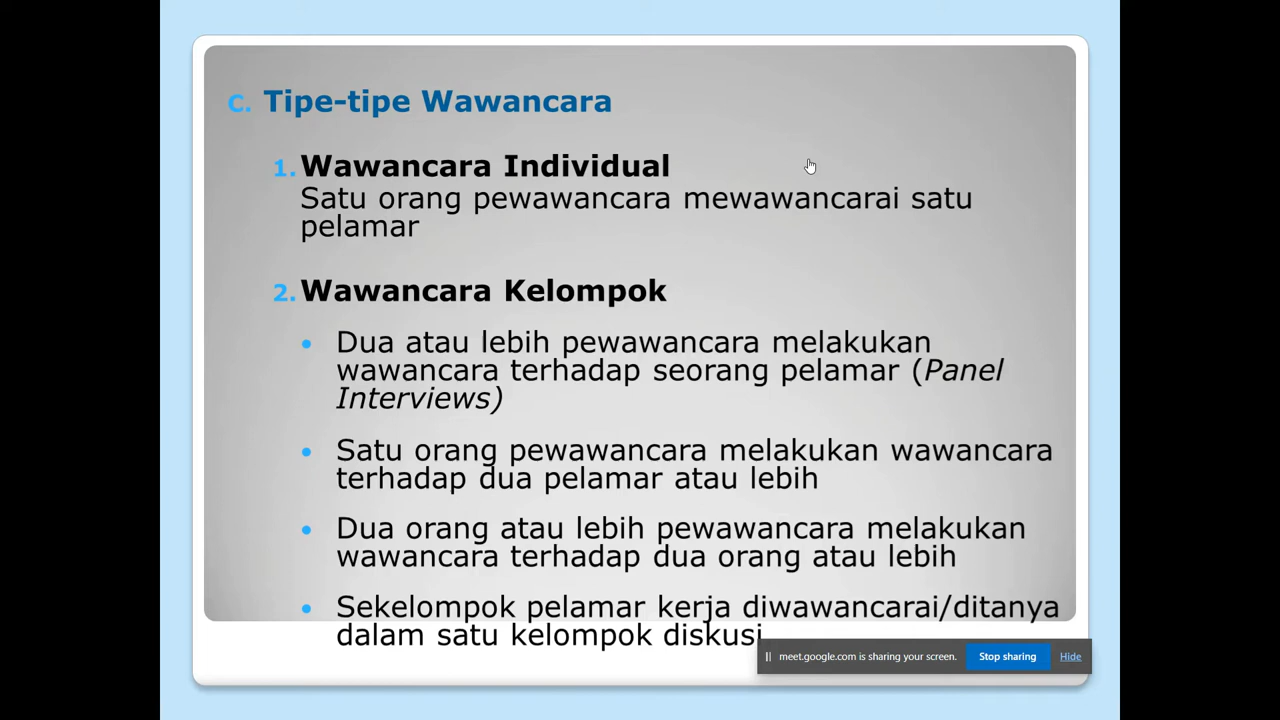 C. Tipe-tipe Wawancara
1. Wawancara Individual
Satu orang pewawancara mewawancarai satu
pelamar
2. Wawancara Kelompok
• Dua atau lebih pewawancara melakukan
wawancara terhadap seorang pelamar (Panel
Interviews)
• Satu orang pewawancara melakukan wawancara
terhadap dua pelamar atau lebih
• Dua orang atau lebih pewawancara melakukan
wawancara terhadap dua orang atau lebih
• Sekelompok pelamar kerja diwawancarai/ditanya
dalam satu kelompok diskusi
meet.google.com is sharing your screen. Stop sharing Hide